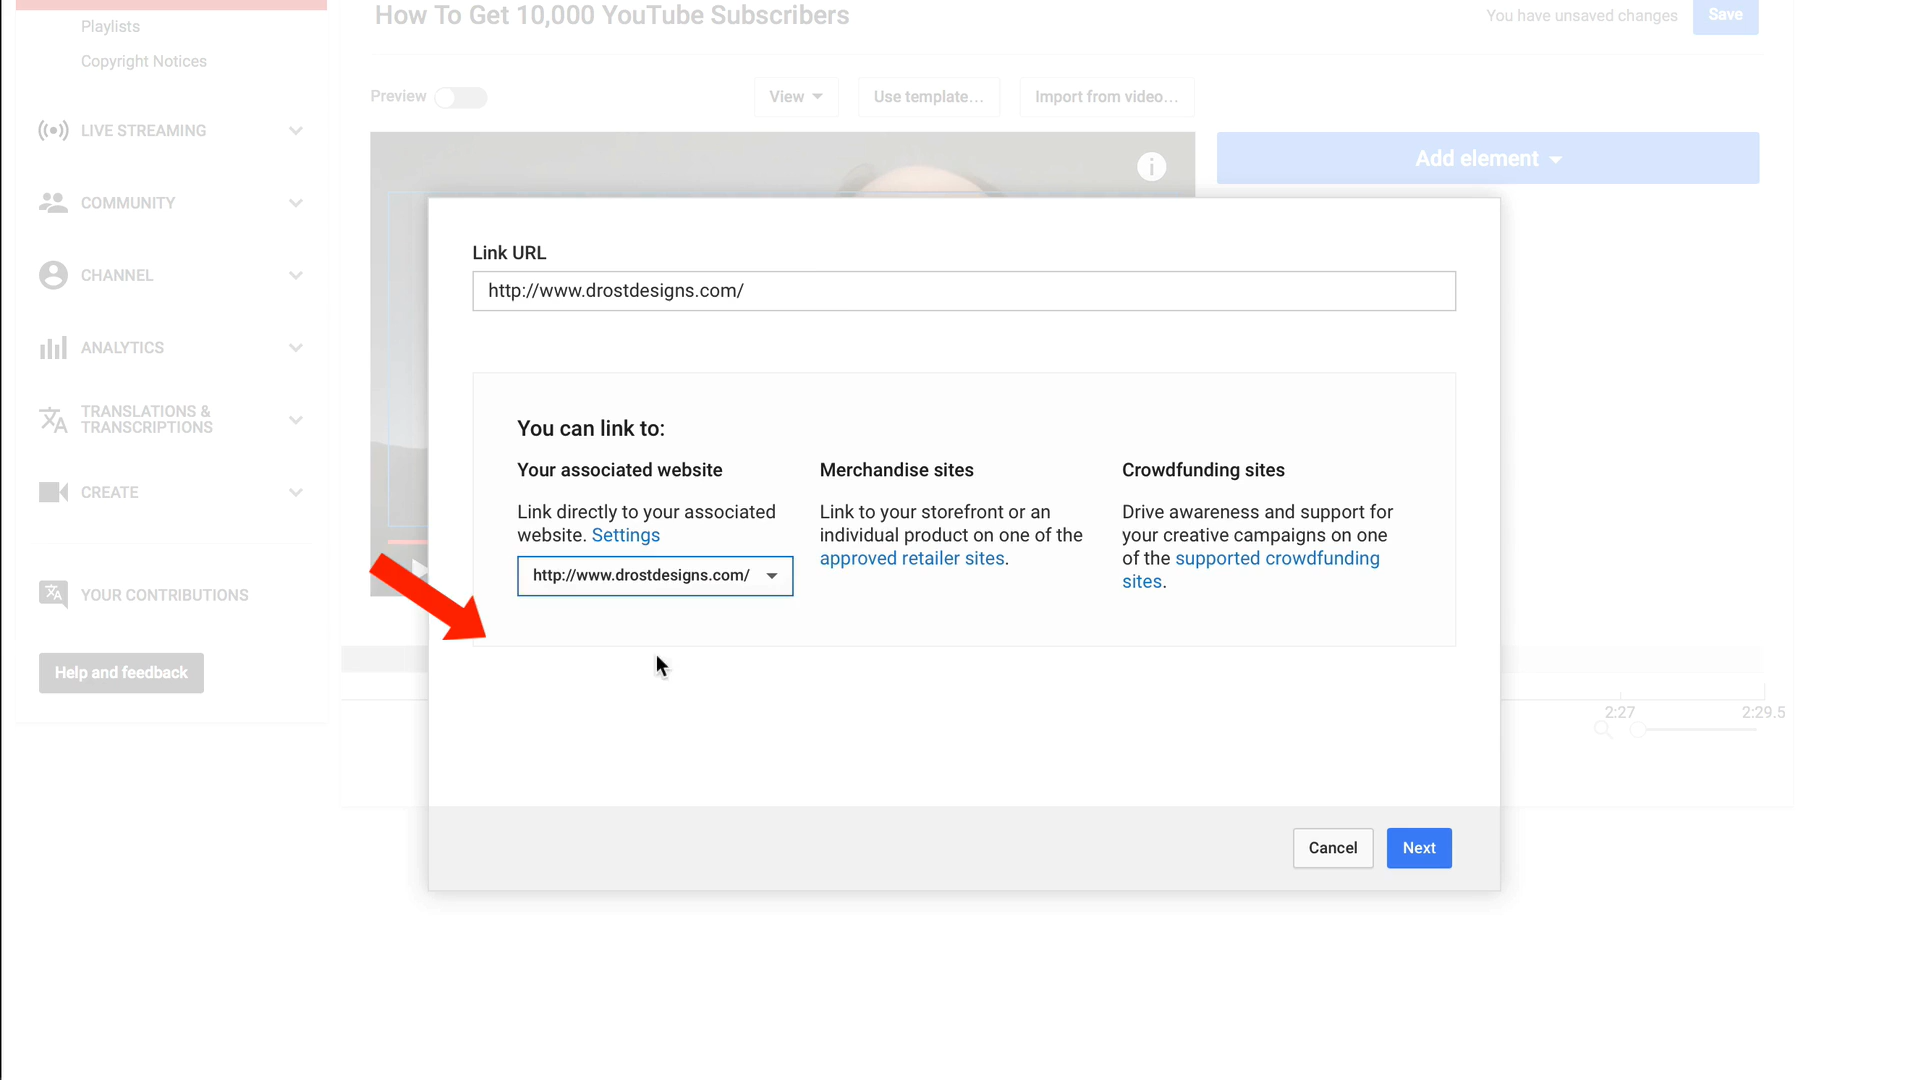 How To Get 10,000 YouTube Subscribers
You have unsaved changes
Save
Playlists
Copyright Notices
LIVE STREAMING
COMMUNITY
CHANNEL
ANALYTICS
TRANSLATIONS &
TRANSCRIPTIONS
CREATE
YOUR CONTRIBUTIONS
Help and feedback
Preview
View
Use template...
Import from video...
Add element
Link URL
http://www.drostdesigns.com/
You can link to:
Your associated website
Link directly to your associated
website. Settings
http://www.drostdesigns.com/
Merchandise sites
Link to your storefront or an
individual product on one of the
approved retailer sites.
Crowdfunding sites
Drive awareness and support for
your creative campaigns on one
of the supported crowdfunding
sites.
2:27
2:29.5
Cancel
Next